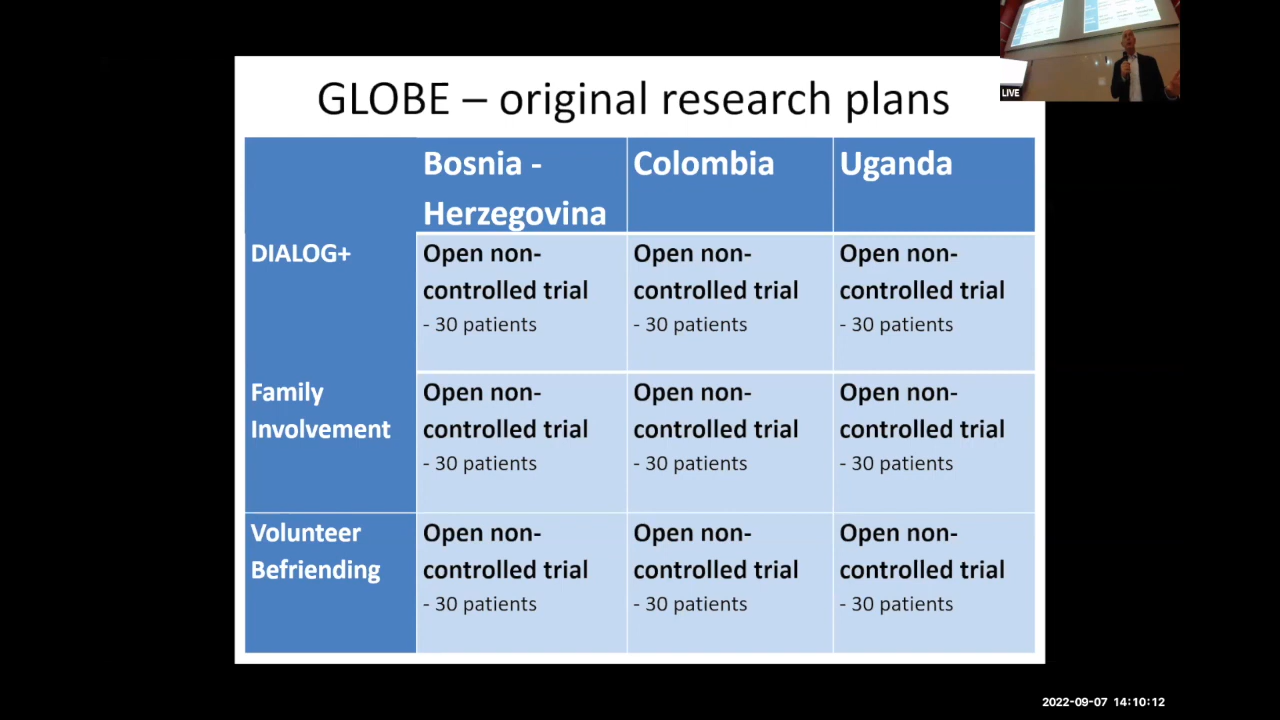 GLOBE – original research plans
LIVE
Bosnia -
Herzegovina
Colombia
Uganda
DIALOG+
Open non-
controlled trial
- 30 patients
Open non-
controlled trial
- 30 patients
Open non-
controlled trial
- 30 patients
Family
Involvement
Open non-
controlled trial
- 30 patients
Open non-
controlled trial
- 30 patients
Open non-
controlled trial
- 30 patients
Volunteer
Befriending
Open non-
controlled trial
- 30 patients
Open non-
controlled trial
- 30 patients
Open non-
controlled trial
- 30 patients
2022-09-07 14:10:12